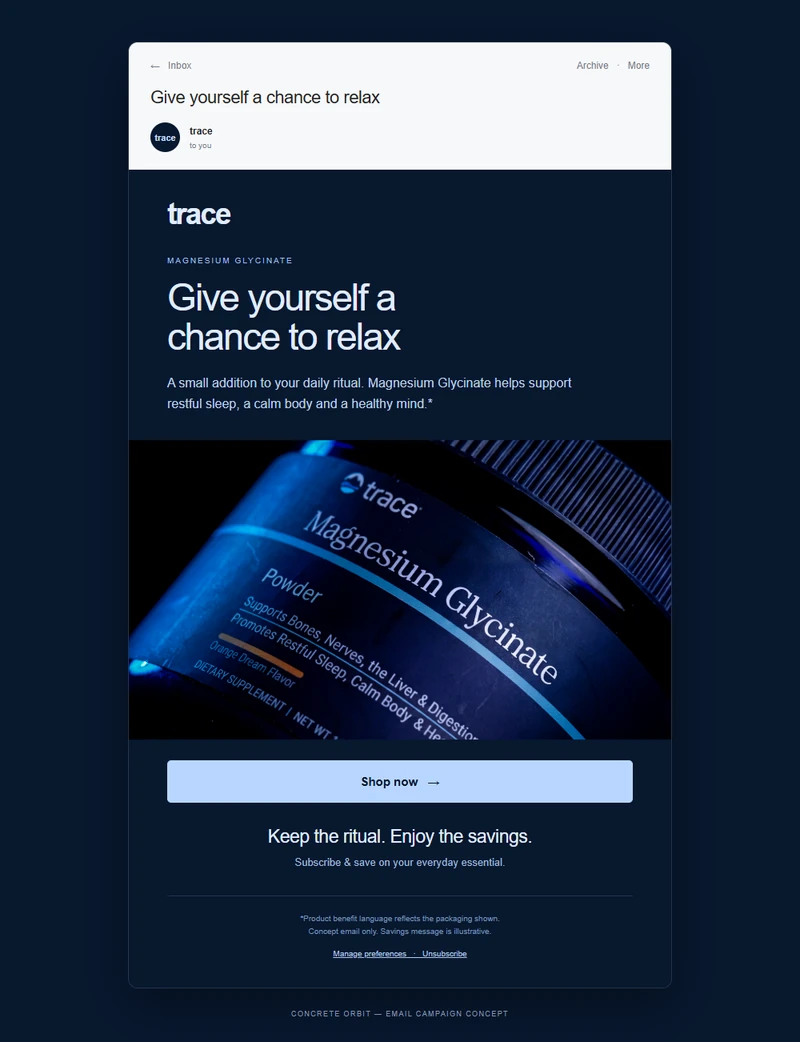 ← Inbox
Archive · More
Give yourself a chance to relax
trace
trace
to you
trace
MAGNESIUM GLYCINATE
Give yourself a
chance to relax
A small addition to your daily ritual. Magnesium Glycinate helps support
restful sleep, a calm body and a healthy mind.*
trace
Magnesium Glycinate
Powder
Supports Bones, Nerves, the Liver & Digestion
Promotes Restful Sleep, Calm Body &
Orange Dream Flavor
DIETARY SUPPLEMENT | NET WT
Shop now →
Keep the ritual. Enjoy the savings.
Subscribe & save on your everyday essential.
*Product benefit language reflects the packaging shown.
Concept email only. Savings message is illustrative.
Manage preferences · Unsubscribe
CONCRETE ORBIT — EMAIL CAMPAIGN CONCEPT